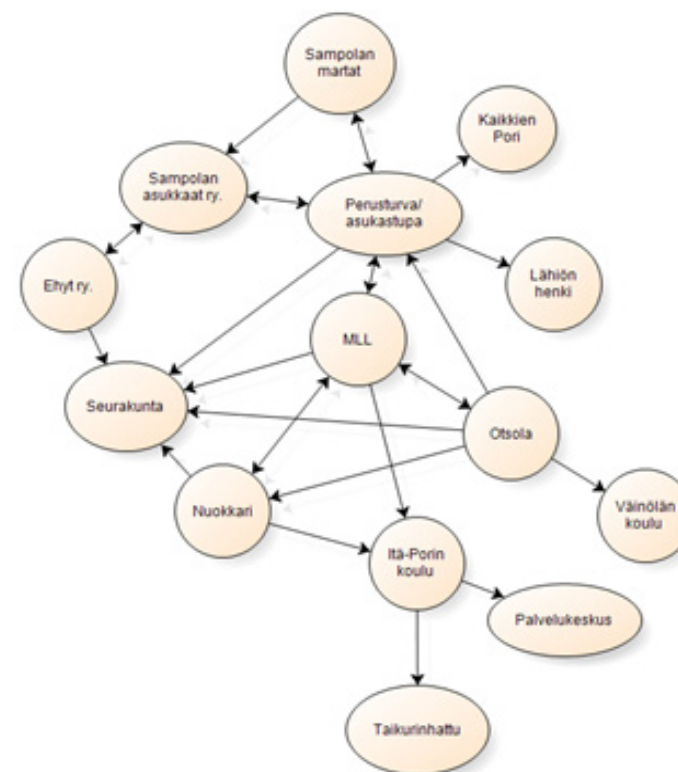 Sampolan
martat
Kaikkien
Pori
Sampolan
asukkaat ry.
Perusturva/
asukastupa
Ehyt ry.
Lähiön
henki
MLL
Seurakunta
Otsola
Nuokkari
Väinölän
koulu
Itä-Porin
koulu
Palvelukeskus
Taikurinhattu